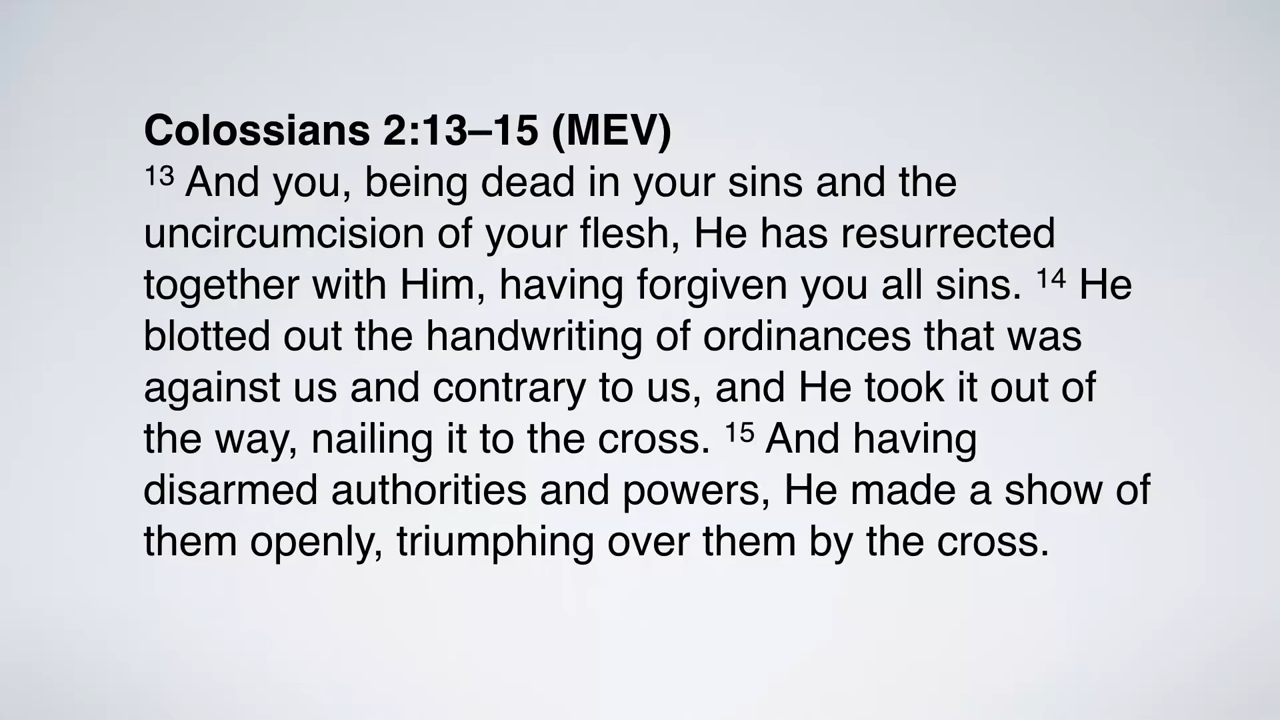 Colossians 2:13–15 (MEV)
13 And you, being dead in your sins and the
uncircumcision of your flesh, He has resurrected
together with Him, having forgiven you all sins. 14 He
blotted out the handwriting of ordinances that was
against us and contrary to us, and He took it out of
the way, nailing it to the cross. 15 And having
disarmed authorities and powers, He made a show of
them openly, triumphing over them by the cross.